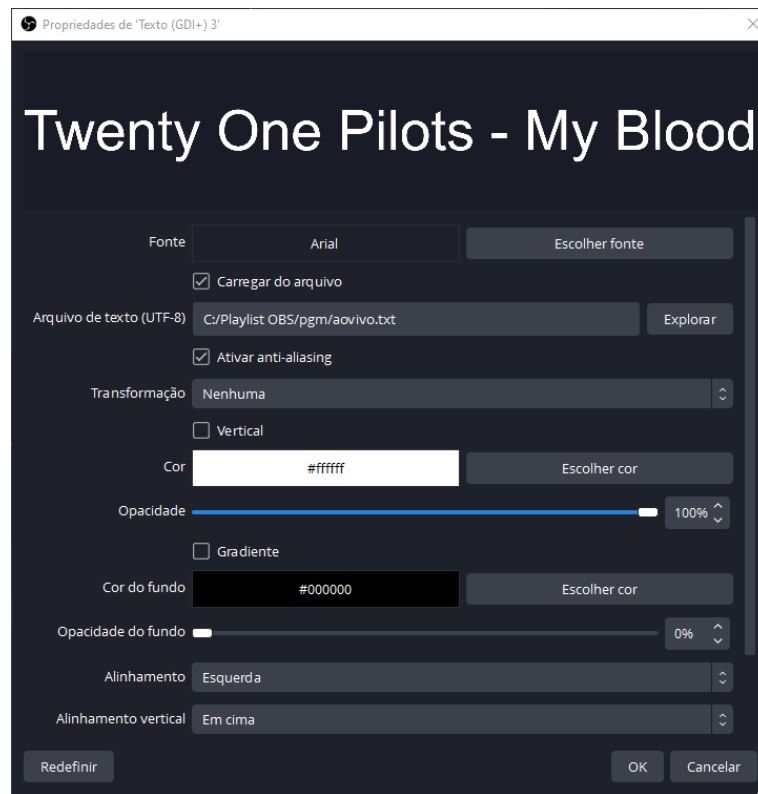 Propriedades de 'Texto (GDI+) 3'
Twenty One Pilots - My Blood
Fonte Arial Escolher fonte
Carregar do arquivo
Arquivo de texto (UTF-8) C:/Playlist OBS/pgm/aovivo.txt Explorar
Ativar anti-aliasing
Transformação Nenhuma
Vertical
Cor #ffffff Escolher cor
Opacidade 100%
Gradiente
Cor do fundo #000000 Escolher cor
Opacidade do fundo 0%
Alinhamento Esquerda
Alinhamento vertical Em cima
Redefinir OK Cancelar